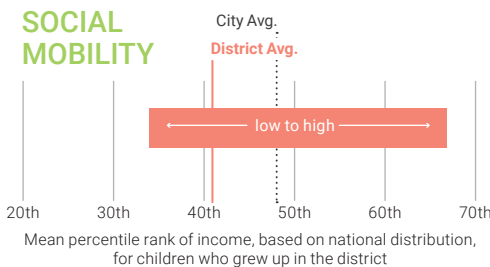 SOCIAL
MOBILITY
City Avg.
District Avg.
low to high
20th 30th 40th 50th 60th 70th
Mean percentile rank of income, based on national distribution,
for children who grew up in the district